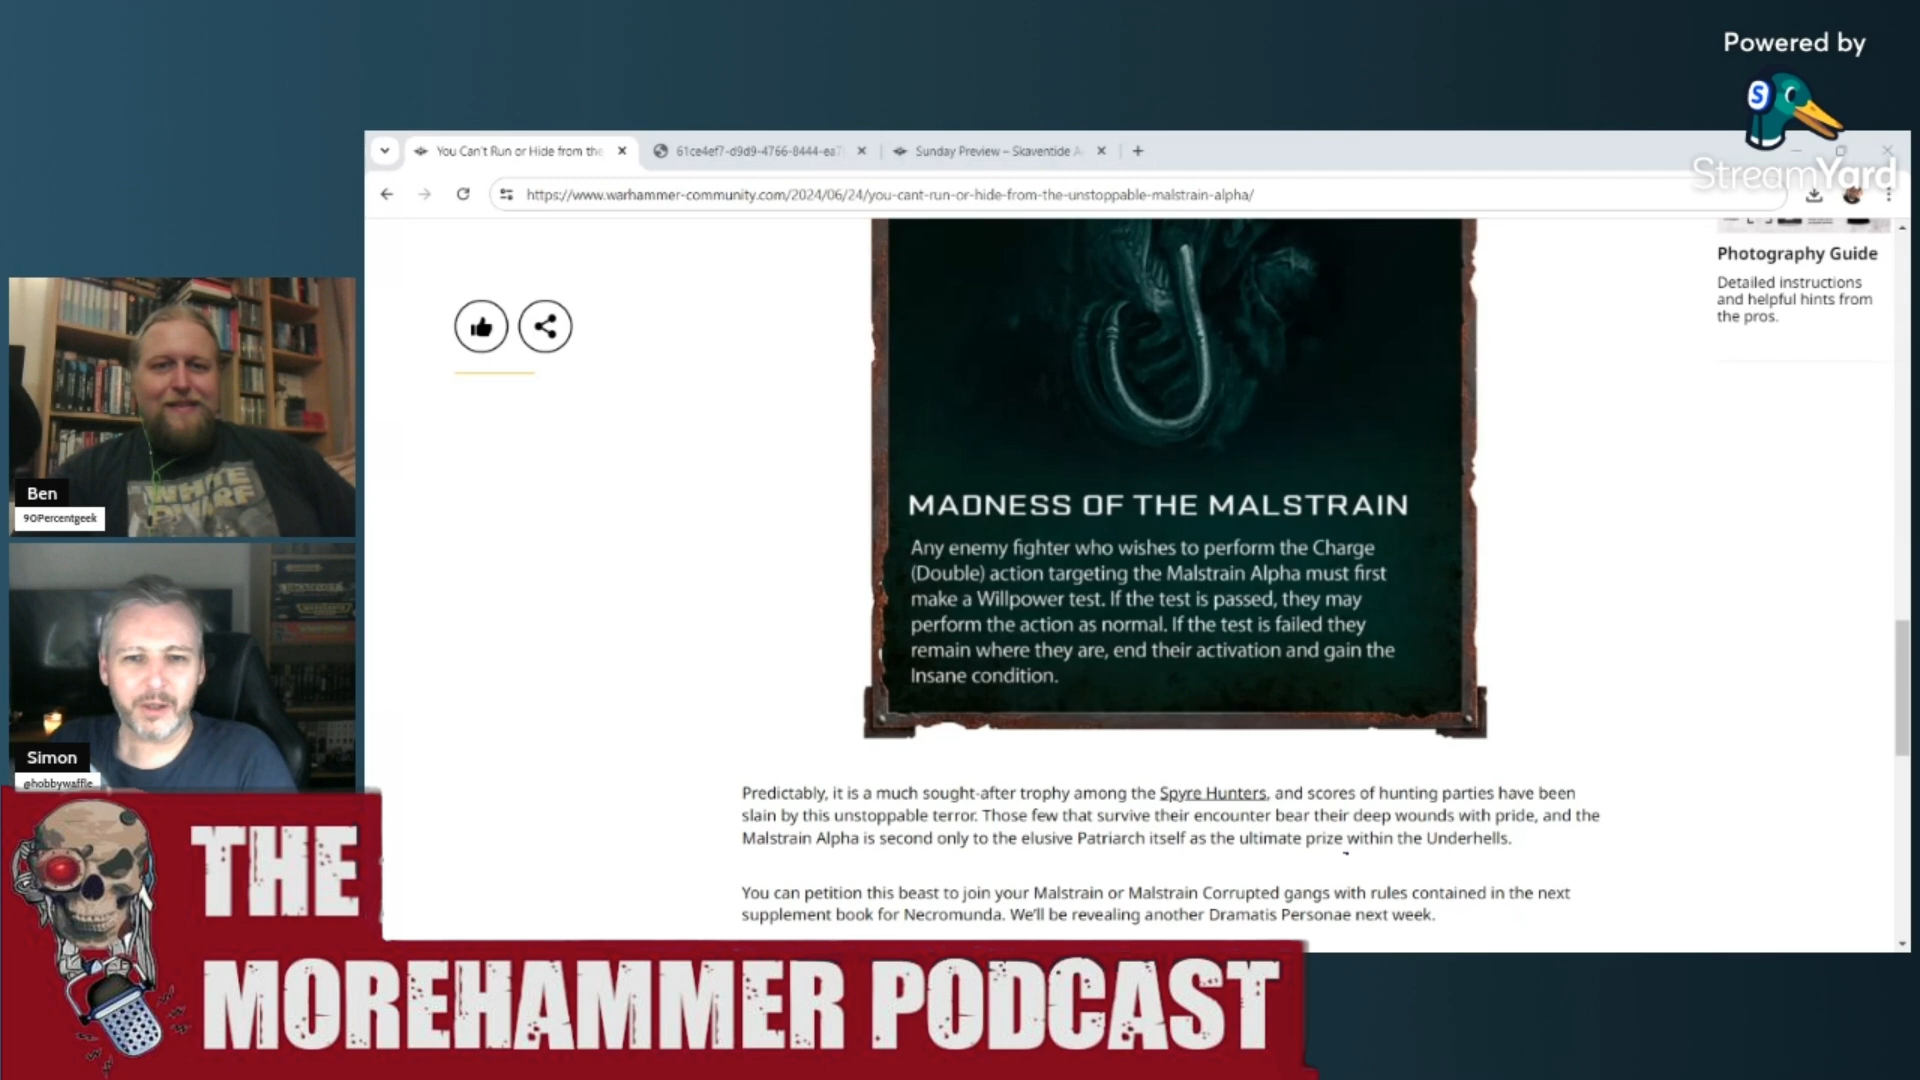 Powered by
StreamYard
You Can't Run or Hide from the
61ce4ef7-d9d9-4766-8444-ea7
Sunday Preview – Skaventide A
https://www.warhammer-community.com/2024/06/24/you-cant-run-or-hide-from-the-unstoppable-malstrain-alpha/
Photography Guide
Detailed instructions
and helpful hints from
the pros.
WHITE
DWARF
Ben
90Percentgeek
MADNESS OF THE MALSTRAIN
Any enemy fighter who wishes to perform the Charge
(Double) action targeting the Malstrain Alpha must first
make a Willpower test. If the test is passed, they may
perform the action as normal. If the test is failed they
remain where they are, end their activation and gain the
Insane condition.
Simon
@hobbywaffle
Predictably, it is a much sought-after trophy among the Spyre Hunters, and scores of hunting parties have been
slain by this unstoppable terror. Those few that survive their encounter bear their deep wounds with pride, and the
Malstrain Alpha is second only to the elusive Patriarch itself as the ultimate prize within the Underhells.
You can petition this beast to join your Malstrain or Malstrain Corrupted gangs with rules contained in the next
supplement book for Necromunda. We'll be revealing another Dramatis Personae next week.
THE
MOREHAMMER PODCAST